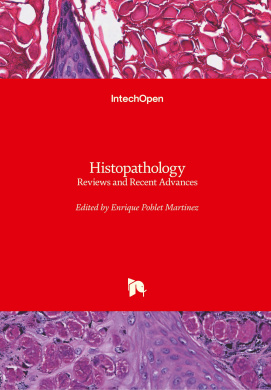 IntechOpen
Histopathology
Reviews and Recent Advances
Edited by Enrique Poblet Martinez